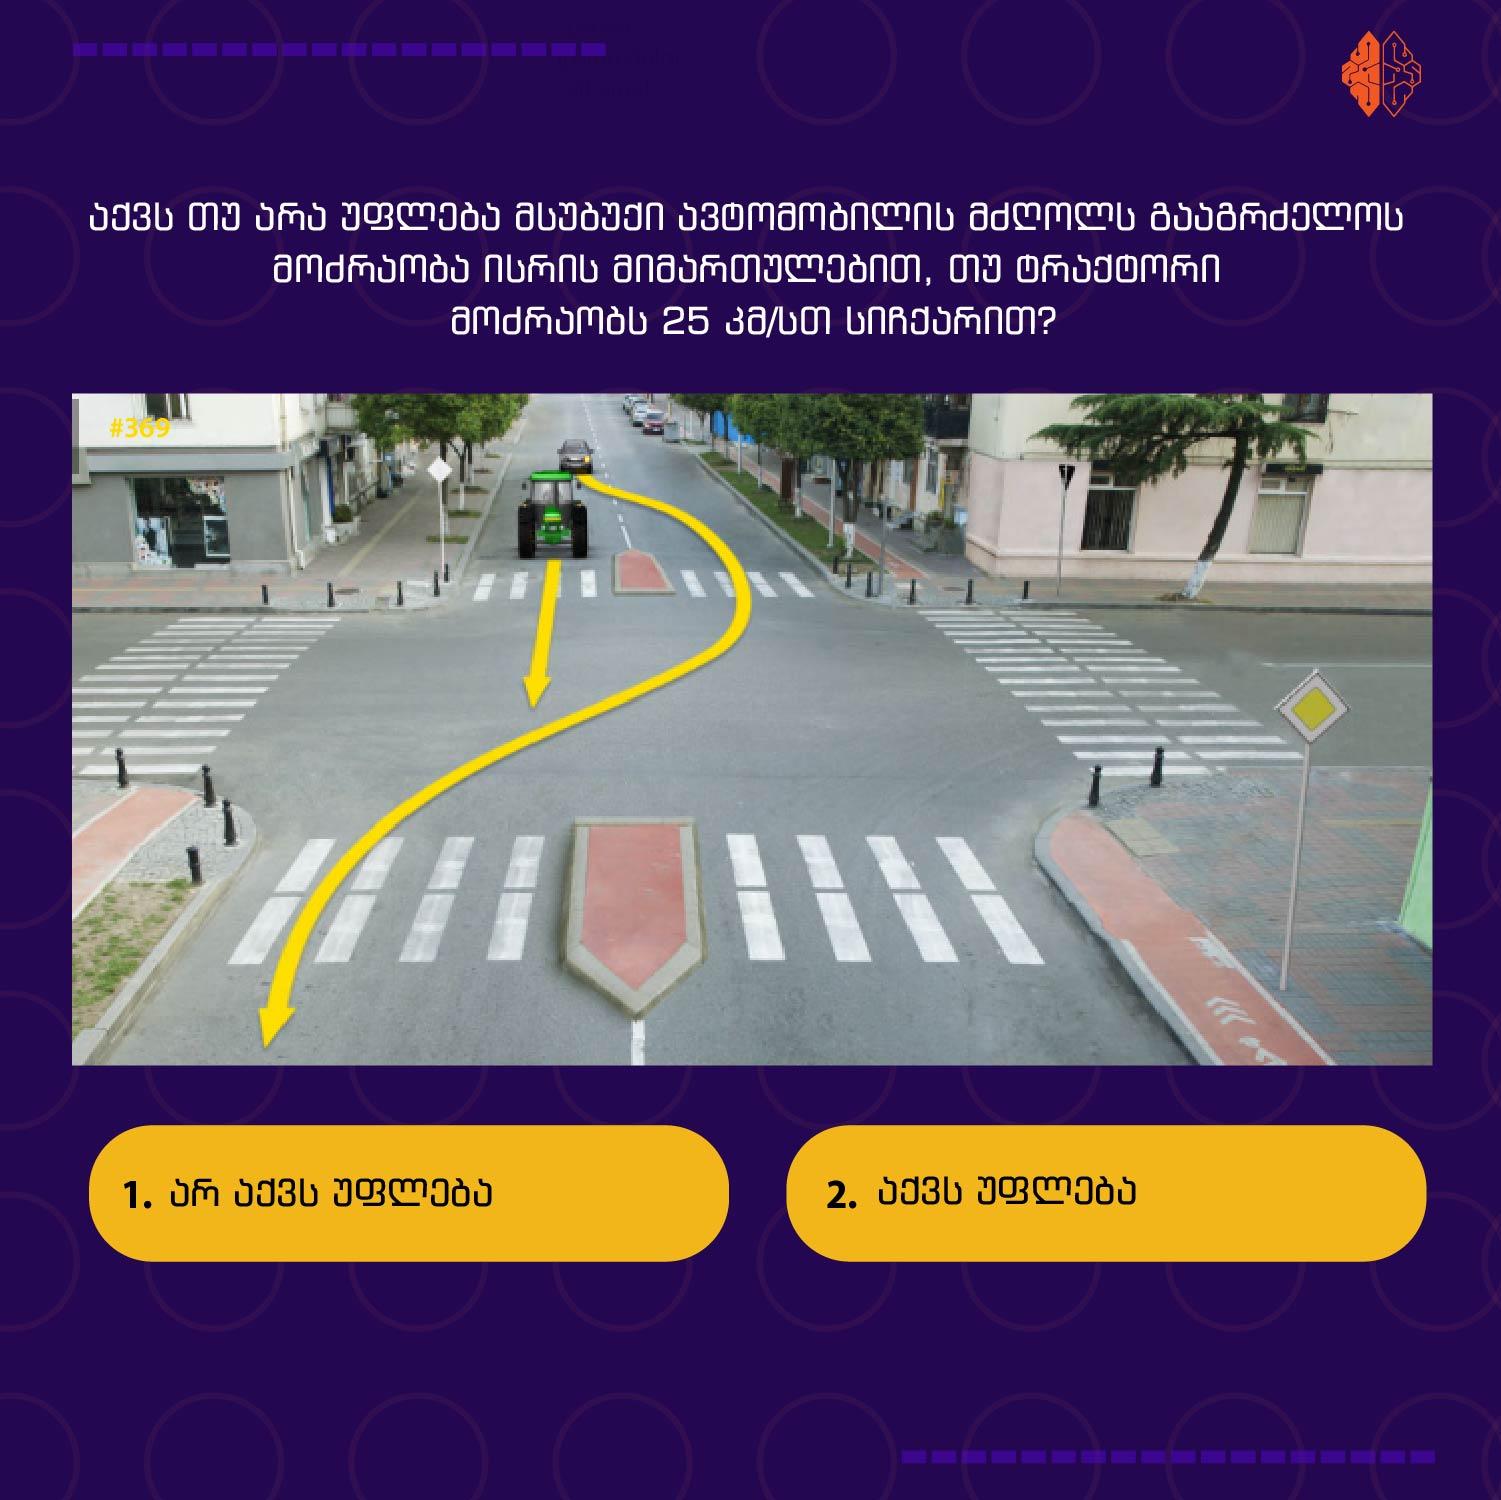 აქვს თუ არა უფლება მსუბუქი ავტომობილის მძღოლს გააგრძელოს
მოძრაობა ისრის მიმართულებით, თუ ტრაქტორი
მოძრაობს 25 კმ/სთ სიჩქარით?
#369
1. არ აქვს უფლება
2. აქვს უფლება